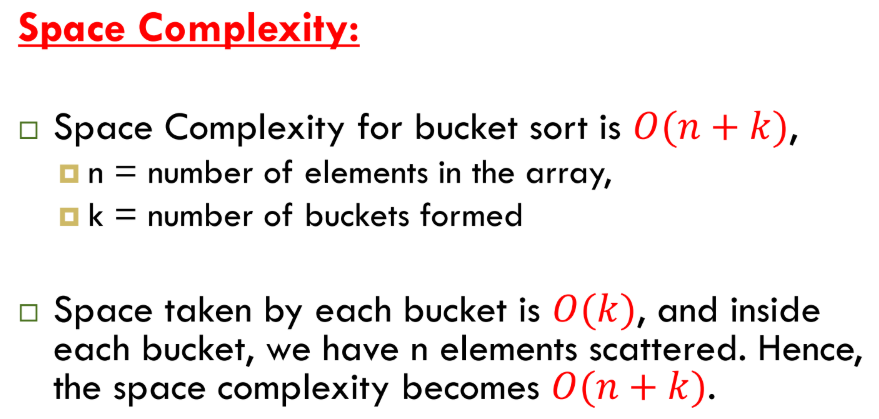 Space Complexity:
Space Complexity for bucket sort is O(n + k),
n = number of elements in the array,
k = number of buckets formed
Space taken by each bucket is O(k), and inside
each bucket, we have n elements scattered. Hence,
the space complexity becomes O(n + k).